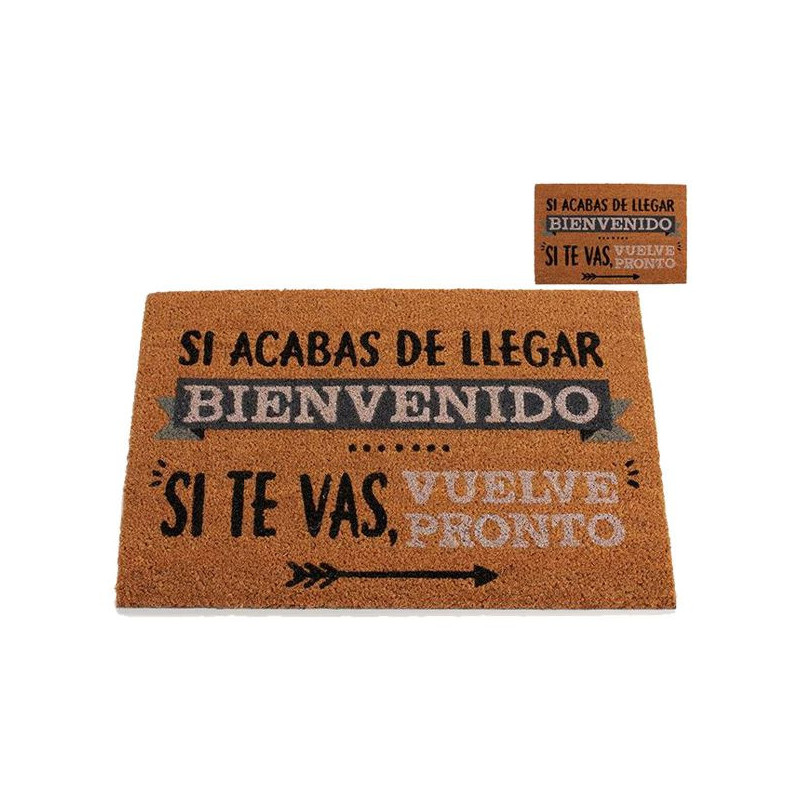 SI ACABAS DE LLEGAR
BIENVENIDO
SI TE VAS, VUELVE
PRONTO
SI ACABAS DE LLEGAR
BIENVENIDO
SI TE VAS, VUELVE
PRONTO